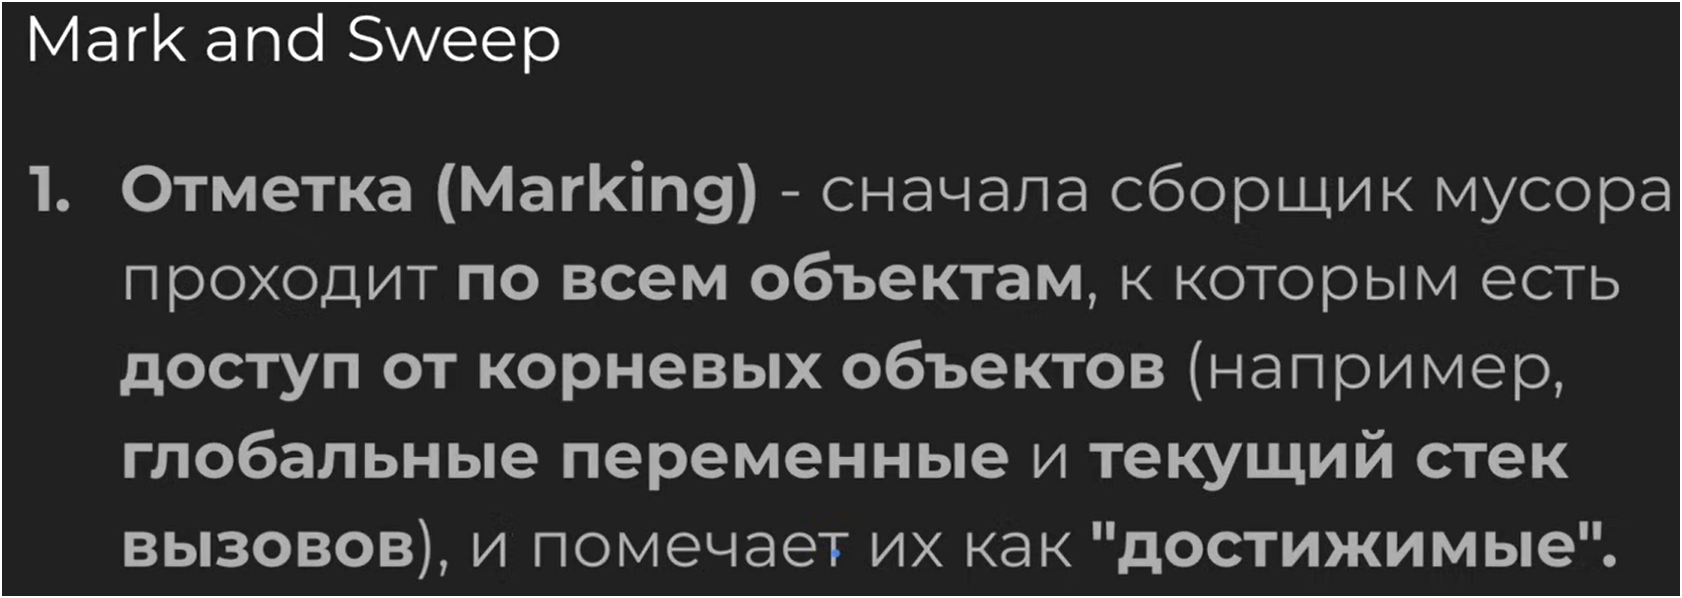 Mark and Sweep
1. Отметка (Marking) - сначала сборщик мусора
проходит по всем объектам, к которым есть
доступ от корневых объектов (например,
глобальные переменные и текущий стек
вызовов), и помечает их как "достижимые".